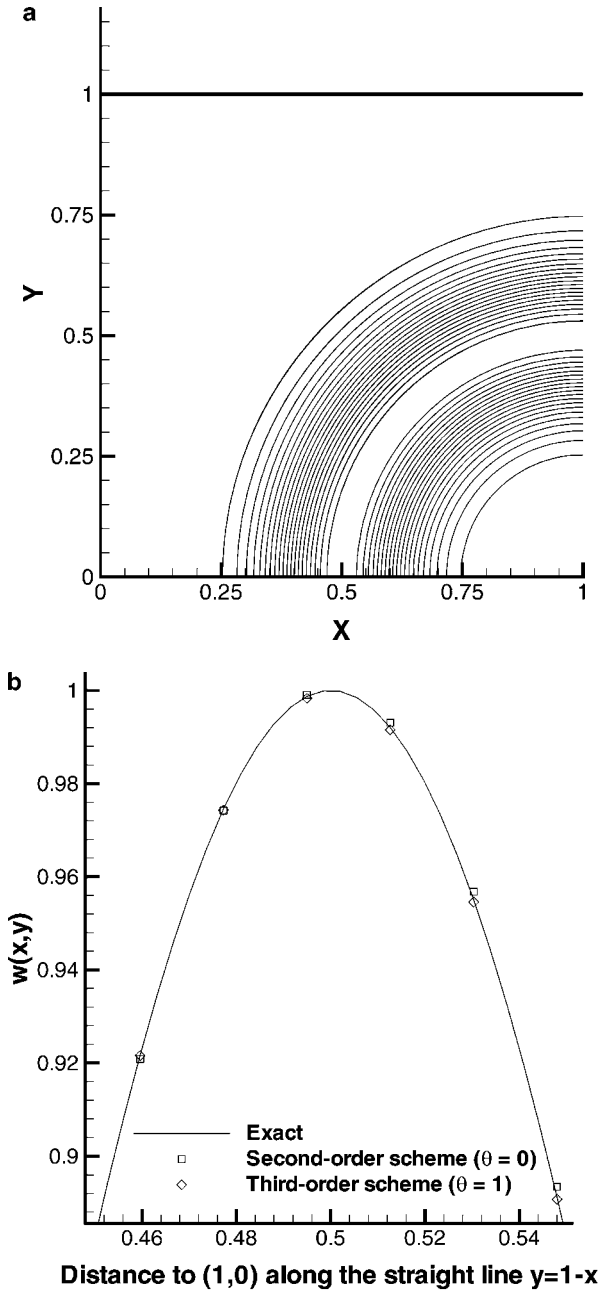 a
1
0.75
Y
0.5
0.25
0
0 0.25 0.5 0.75 1
X
b
1
0.98
0.96
w(x,y)
0.94
0.92
0.9
Exact
Second-order scheme (θ = 0)
Third-order scheme (θ = 1)
0.46 0.48 0.5 0.52 0.54
Distance to (1,0) along the straight line y=1-x